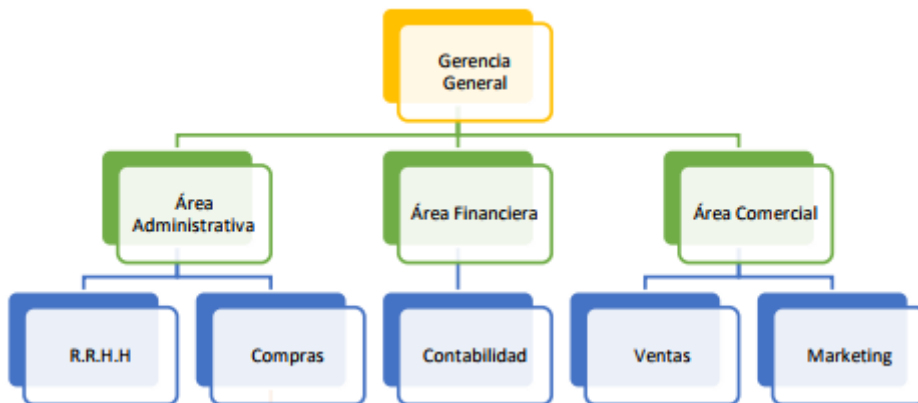 Gerencia
General
Área
Administrativa
Área Financiera
Área Comercial
R.R.H.H
Compras
Contabilidad
Ventas
Marketing